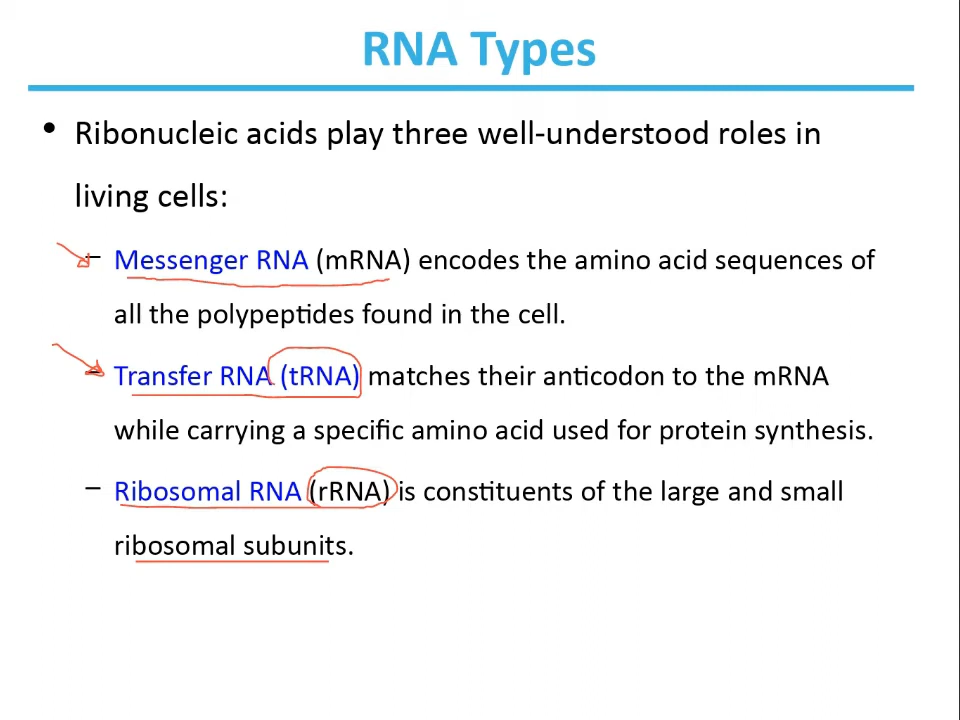 RNA Types
• Ribonucleic acids play three well-understood roles in
living cells:
– Messenger RNA (mRNA) encodes the amino acid sequences of
all the polypeptides found in the cell.
– Transfer RNA (tRNA) matches their anticodon to the mRNA
while carrying a specific amino acid used for protein synthesis.
– Ribosomal RNA (rRNA) is constituents of the large and small
ribosomal subunits.